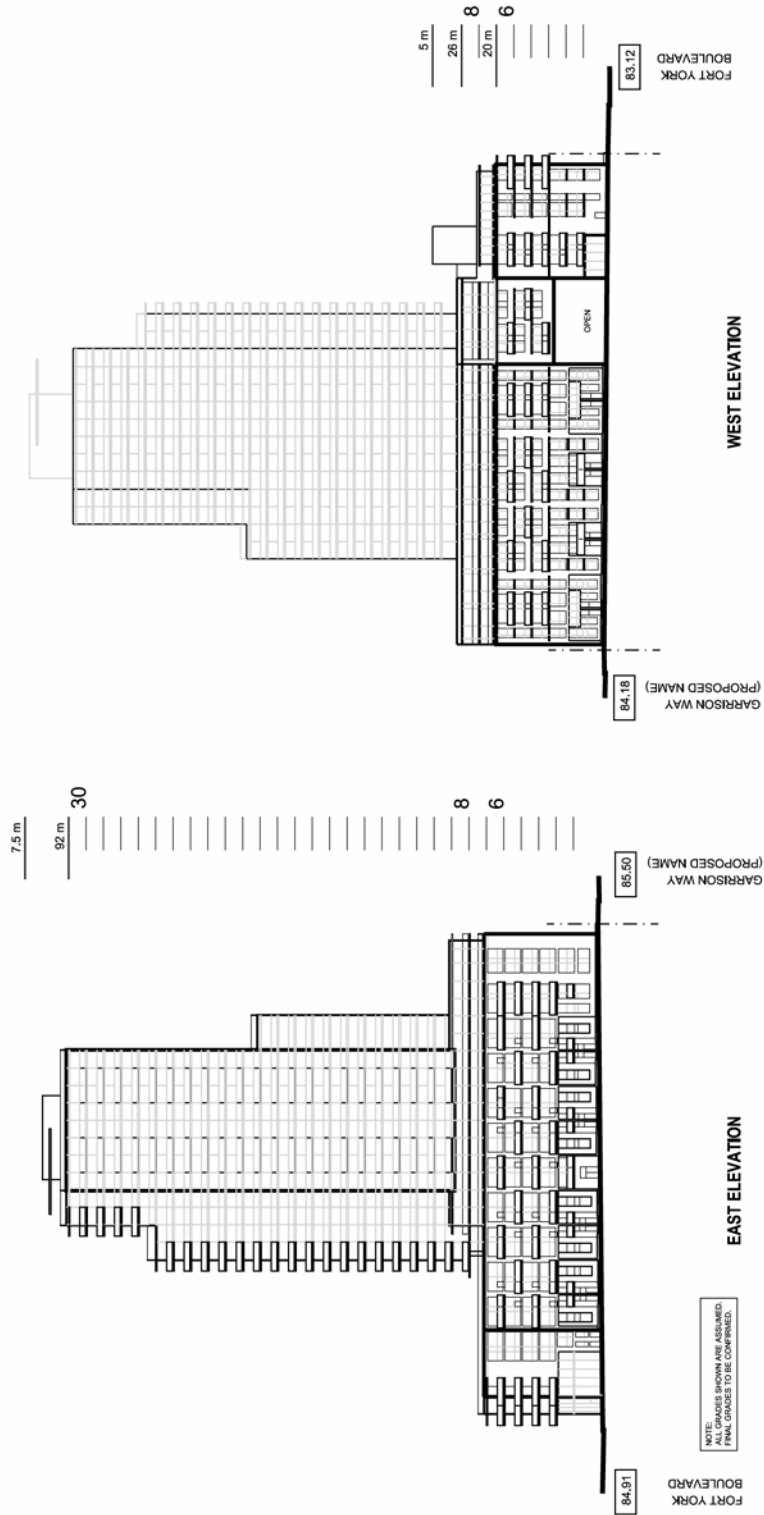 7.5 m
92 m
30
8
6
FORT YORK
BOULEVARD
84.91
85.50
GARRISON WAY
(PROPOSED NAME)
NOTE:
ALL GRADES SHOWN ARE ASSUMED.
FINAL GRADES TO BE CONFIRMED.
EAST ELEVATION
5 m
26 m
8
20 m
6
OPEN
GARRISON WAY
(PROPOSED NAME)
84.18
83.12
FORT YORK
BOULEVARD
WEST ELEVATION